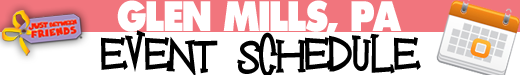 JUST BETWEEN
FRIENDS
GLEN MILLS, PA
EVENT SCHEDULE